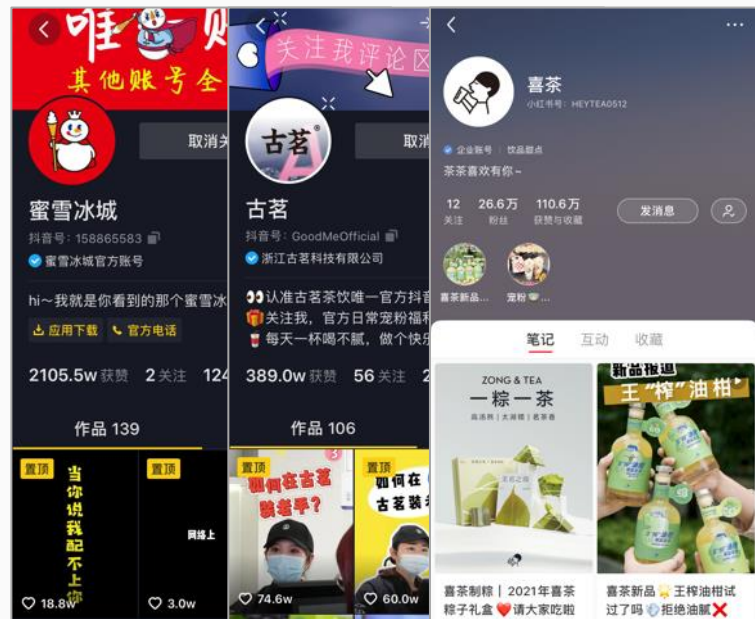 唯
其他账号全
取消
蜜雪冰城
抖音号：158865583
蜜雪冰城官方账号
hi~我就是你看到的那个蜜雪冰
应用下载
官方电话
2105.5w 获赞 2 关注 124
作品 139
置顶
当你说我配不上你
18.8w
置顶
网络上
3.0w
关注我评论区
古茗
取消
古茗
抖音号：GoodMeOfficial
浙江古茗科技有限公司
👀认准古茗茶饮唯一官方抖音
🎁关注我，官方日常宠粉福利
🥤每天一杯喝不腻，做个快乐
389.0w 获赞 56 关注 2
作品 106
置顶
如何在古茗
装老手？
74.6w
置顶
如何在
古茗装
60.0w
喜茶
小红书号：HEYTEA0512
企业账号 | 饮品甜点
茶茶喜欢有你~
12 26.6万 110.6万
关注 粉丝 获赞与收藏
发消息
喜茶新品...
宠粉🍵...
笔记 互动 收藏
ZONG & TEA
一粽一茶
喜茶制粽 | 2021年喜茶
粽子礼盒❤️请大家吃啦
新品报道
王“榨”油柑
喜茶新品🌟王榨油柑试
过了吗💦拒绝油腻❌